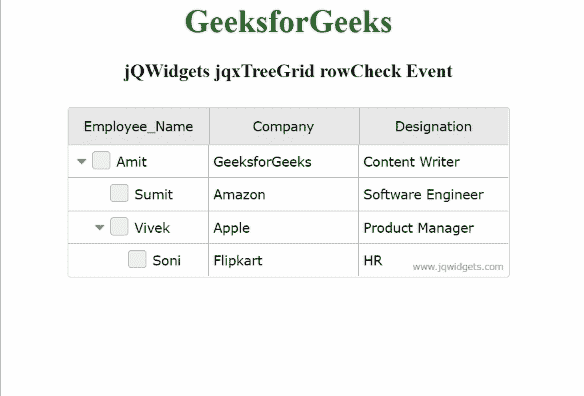 GeeksforGeeks
jQWidgets jqxTreeGrid rowCheck Event
Employee_Name Company Designation
Amit GeeksforGeeks Content Writer
Sumit Amazon Software Engineer
Vivek Apple Product Manager
Soni Flipkart HR
www.jqwidgets.com